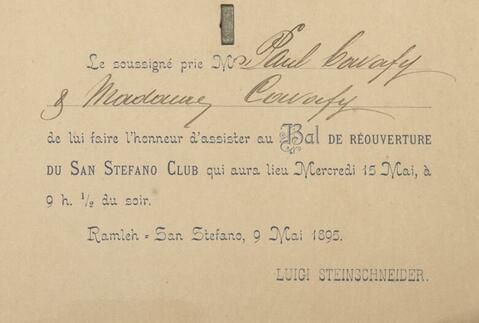 Le soussigné prie Mr Paul Cavafy
& Madame Cavafy
de lui faire l'honneur d'assister au Bal DE RÉOUVERTURE
DU SAN STEFANO CLUB qui aura lieu Mercredi 15 Mai, à
9 h. 1/2 du soir.
Ramleh - San Stefano, 9 Mai 1895.
LUIGI STEINSCHNEIDER.